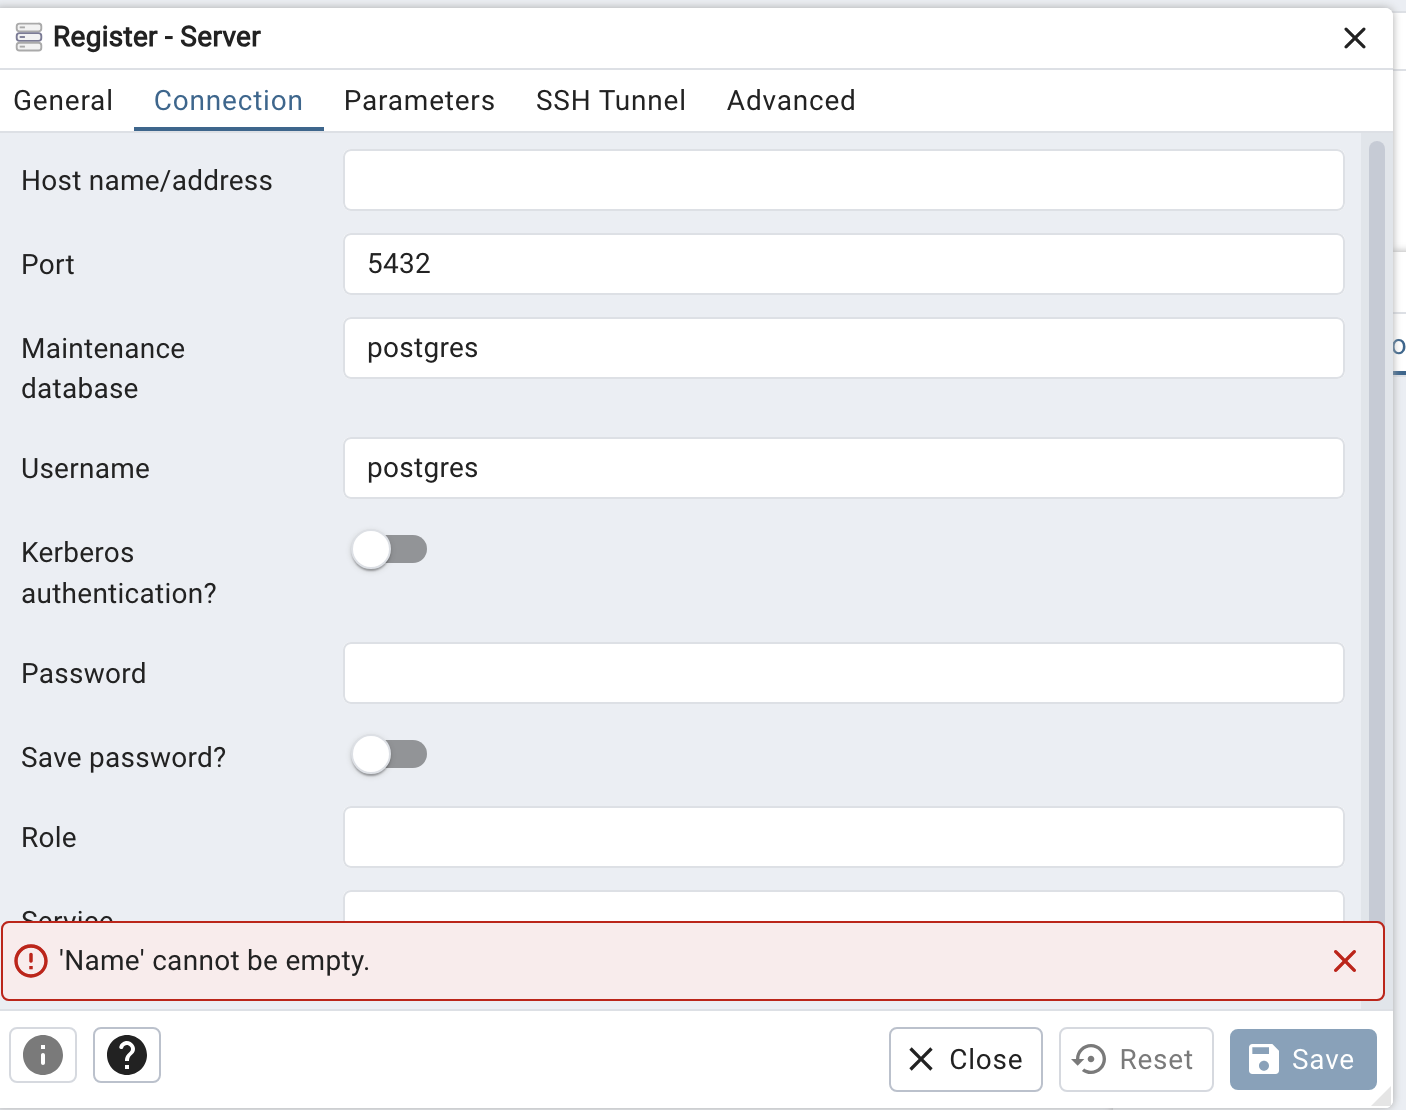 Register - Server
General Connection Parameters SSH Tunnel Advanced
Host name/address
Port 5432
Maintenance database postgres
Username postgres
Kerberos authentication?
Password
Save password?
Role
Service
'Name' cannot be empty.
Close Reset Save